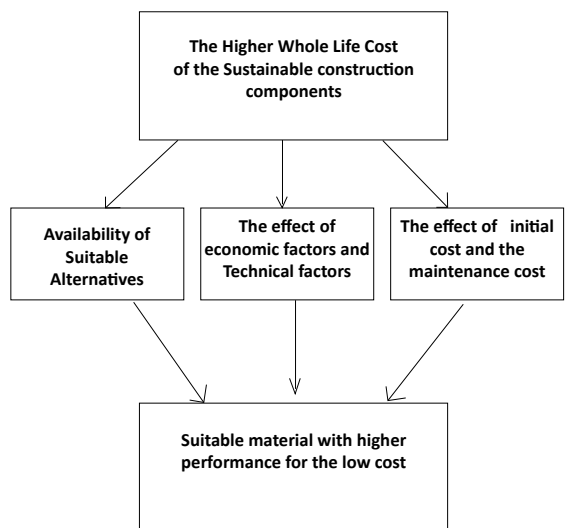 The Higher Whole Life Cost
of the Sustainable construction
components
Availability of
Suitable
Alternatives
The effect of
economic factors and
Technical factors
The effect of initial
cost and the
maintenance cost
Suitable material with higher
performance for the low cost